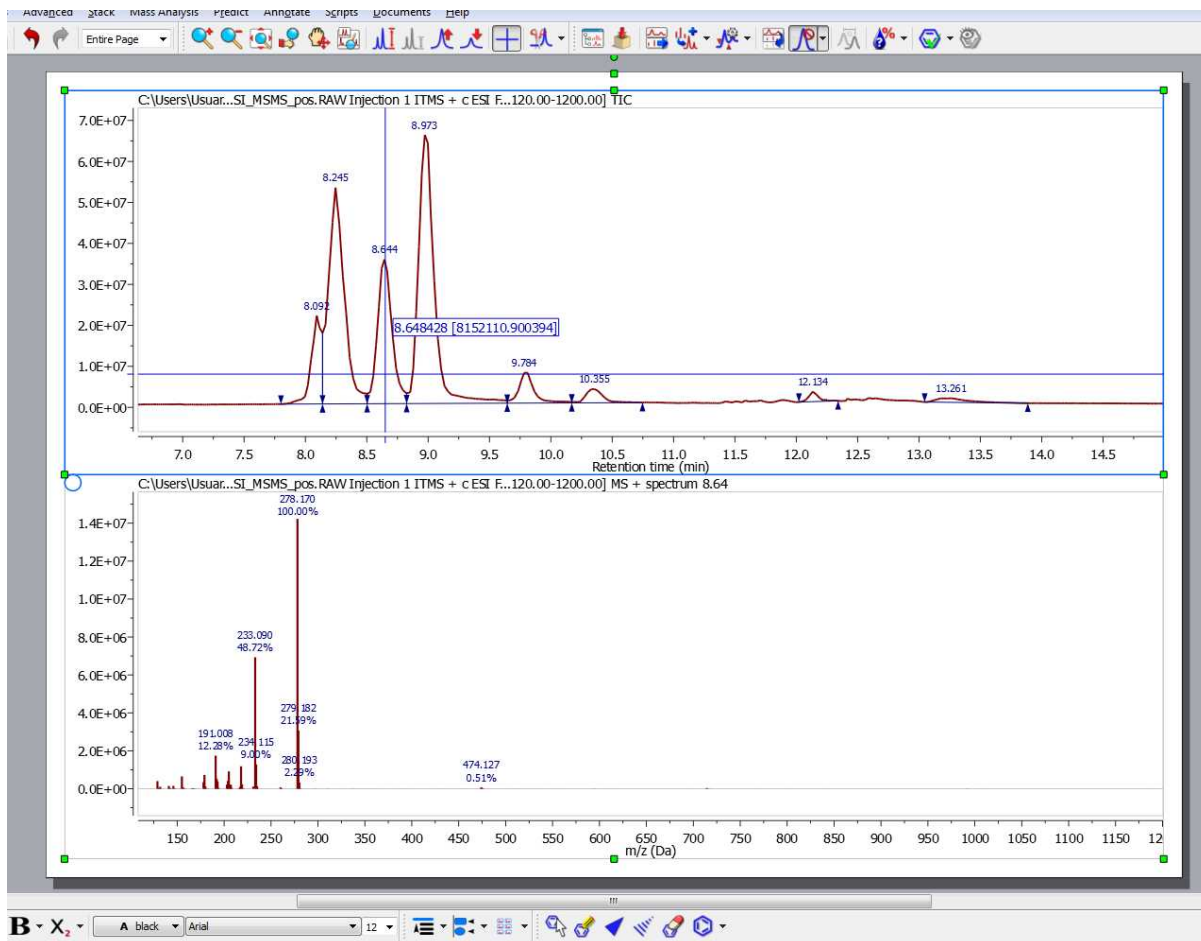 Advanced Stack Mass Analysis Predict Annotate Scripts Documents Help
Entire Page
C:\Users\Usuar...SI_MSMS_pos.RAW Injection 1 ITMS + c ESI F...120.00-1200.00] TIC
7.0E+07
6.0E+07
5.0E+07
4.0E+07
3.0E+07
2.0E+07
1.0E+07
0.0E+00
8.973
8.245
8.644
8.092
8.648428 [8152110.900394]
9.784
10.355
12.134
13.261
7.0 7.5 8.0 8.5 9.0 9.5 10.0 10.5 11.0 11.5 12.0 12.5 13.0 13.5 14.0 14.5
Retention time (min)
C:\Users\Usuar...SI_MSMS_pos.RAW Injection 1 ITMS + c ESI F...120.00-1200.00] MS + spectrum 8.64
1.4E+07
1.2E+07
1.0E+07
8.0E+06
6.0E+06
4.0E+06
2.0E+06
0.0E+00
278.170
100.00%
233.090
48.72%
279.182
21.59%
191.008
12.28%
234.115
9.00%
280.193
2.29%
474.127
0.51%
150 200 250 300 350 400 450 500 550 600 650 700 750 800 850 900 950 1000 1050 1100 1150 120
m/z (Da)
B X₂ A black Arial 12